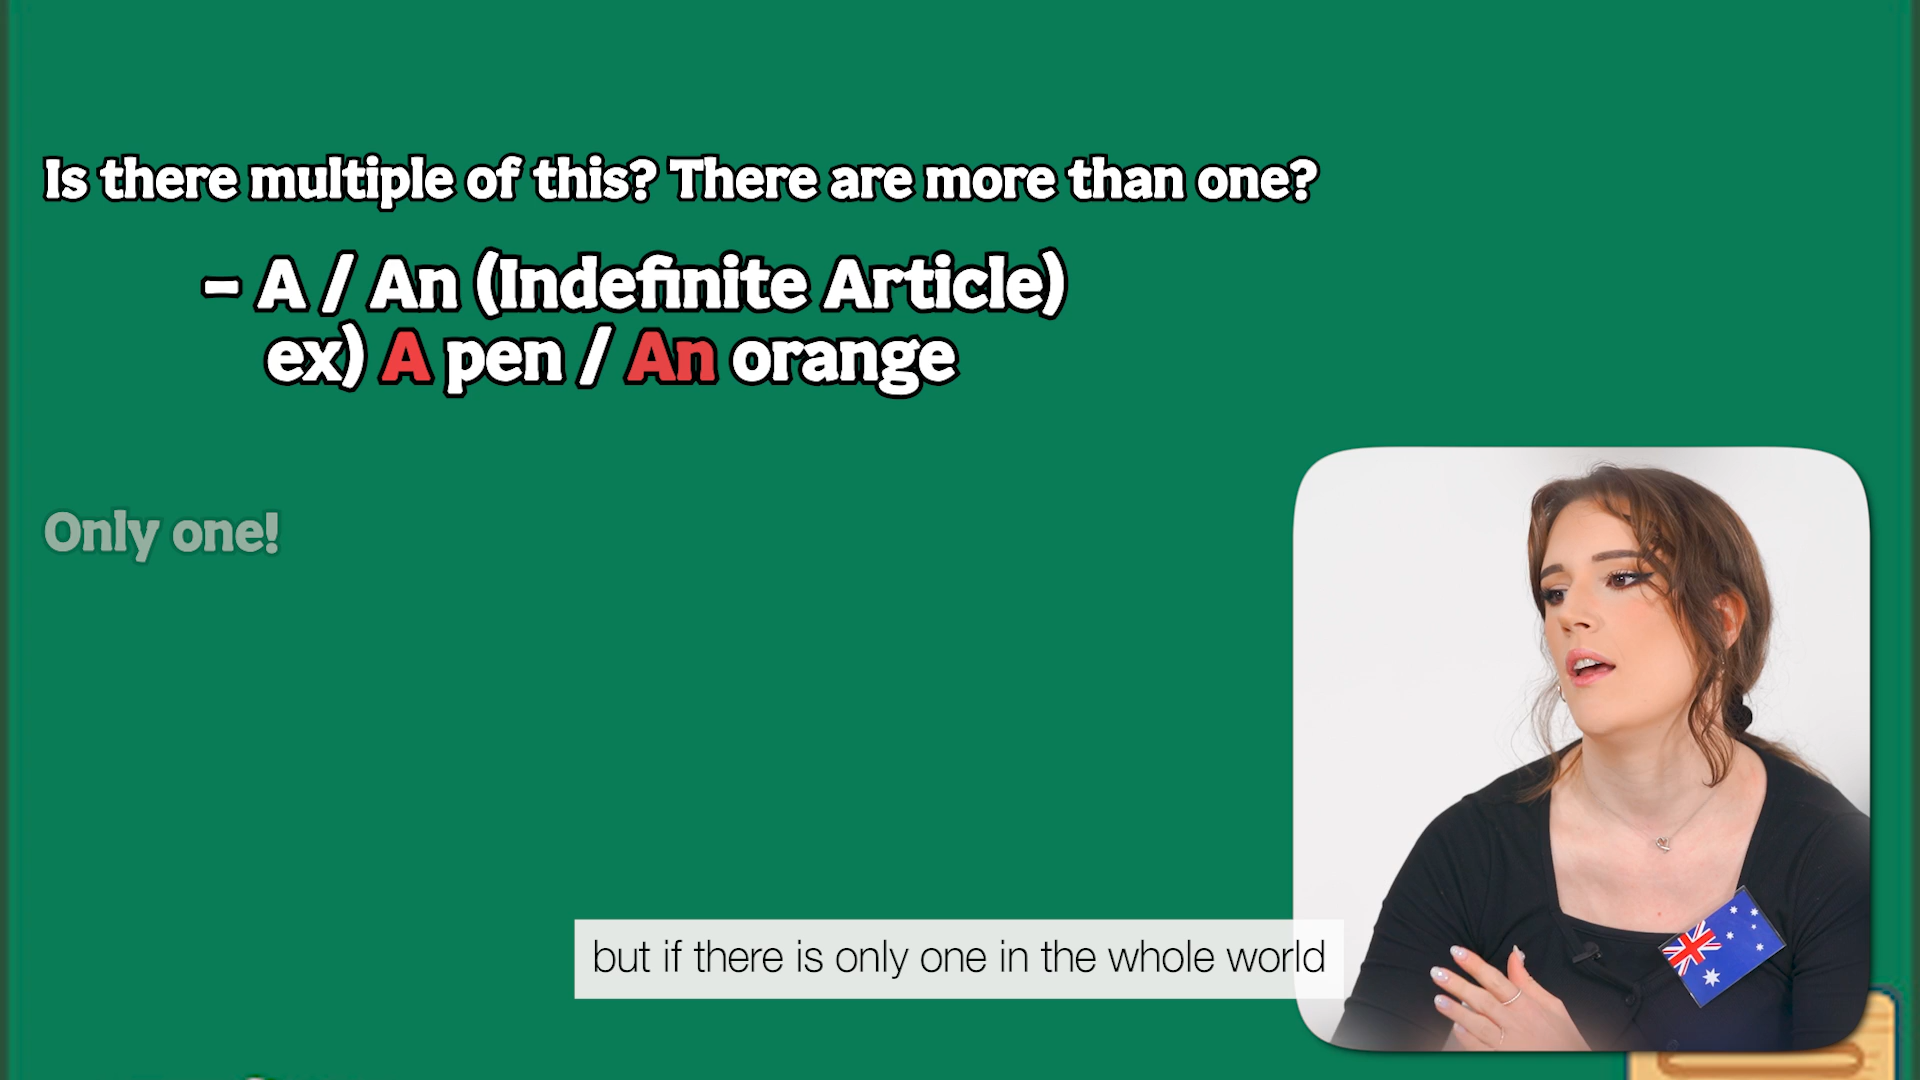 Is there multiple of this? There are more than one?
- A / An (Indefinite Article)
ex) A pen / An orange
Only one!
but if there is only one in the whole world